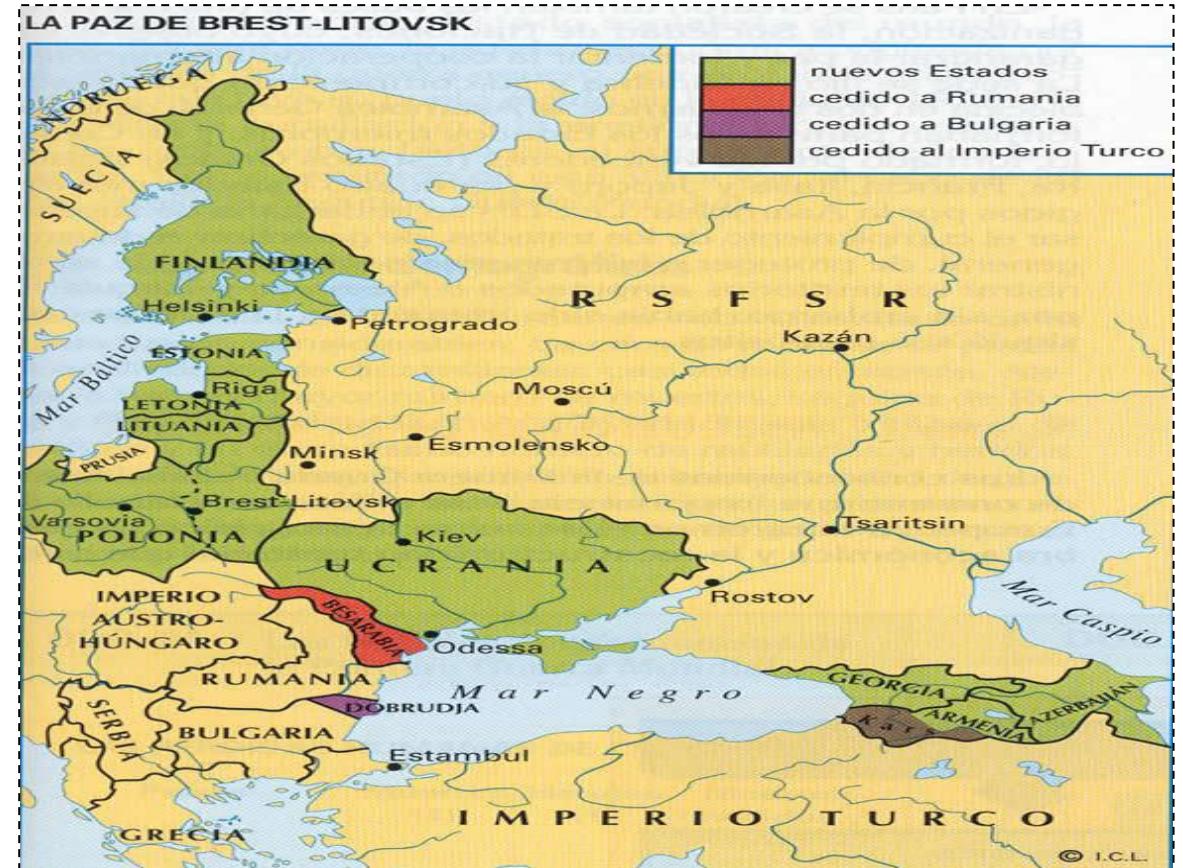 LA PAZ DE BREST-LITOVSK
nuevos Estados
cedido a Rumania
cedido a Bulgaria
cedido al Imperio Turco
NORUEGA
SUECIA
FINLANDIA
Helsinki
Petrogrado
R S F S R
Kazán
Mar Báltico
ESTONIA
Riga
LETONIA
LITUANIA
Moscú
Esmolensko
PRUSIA
Minsk
Brest-Litovsk
Varsovia
POLONIA
Kiev
UCRANIA
Tsaritsin
Rostov
Mar Caspio
IMPERIO
AUSTRO-
HÚNGARO
BESARABIA
Odessa
RUMANIA
Mar Negro
GEORGIA
DOBRUDJA
Kars
ARMENIA
AZERBAIJÁN
SERBIA
BULGARIA
Estambul
IMPERIO TURCO
GRECIA
© I.C.L.